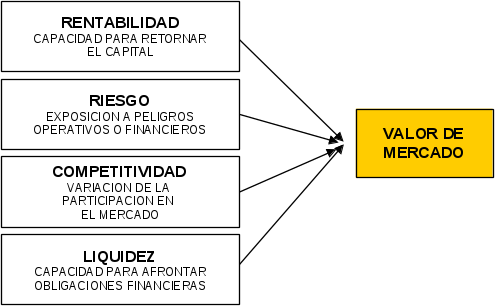 RENTABILIDAD
CAPACIDAD PARA RETORNAR
EL CAPITAL
RIESGO
EXPOSICION A PELIGROS
OPERATIVOS O FINANCIEROS
COMPETITIVIDAD
VARIACION DE LA
PARTICIPACION EN
EL MERCADO
LIQUIDEZ
CAPACIDAD PARA AFRONTAR
OBLIGACIONES FINANCIERAS
VALOR DE
MERCADO